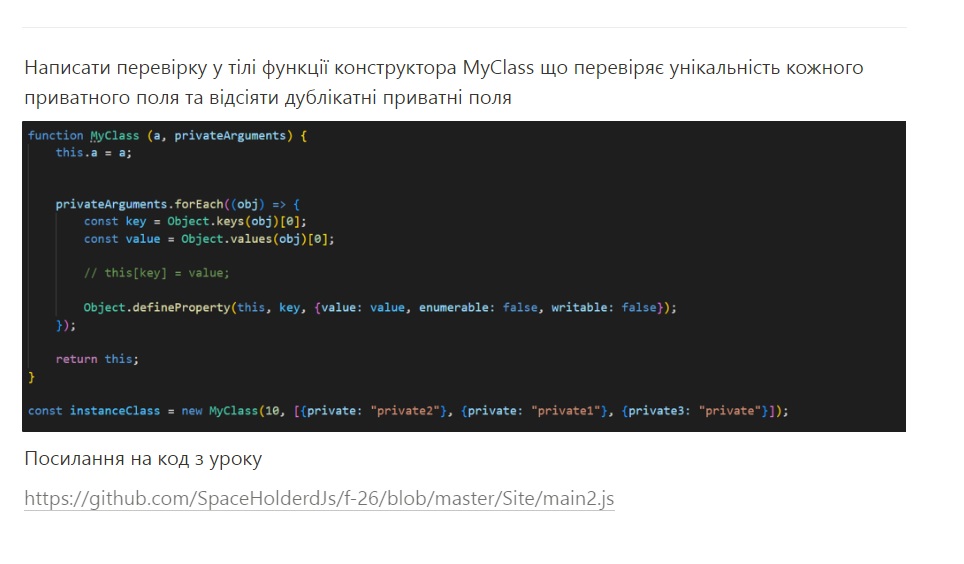 Написати перевірку у тілі функції конструктора MyClass що перевіряє унікальність кожного
приватного поля та відсіяти дублікатні приватні поля
function MyClass (a, privateArguments) {
    this.a = a;
    privateArguments.forEach((obj) => {
        const key = Object.keys(obj)[0];
        const value = Object.values(obj)[0];
        // this[key] = value;
        Object.defineProperty(this, key, {value: value, enumerable: false, writable: false});
    });
    return this;
}
const instanceClass = new MyClass(10, [{private: "private2"}, {private: "private1"}, {private3: "private"}]);
Посилання на код з уроку
https://github.com/SpaceHolderdJs/f-26/blob/master/Site/main2.js